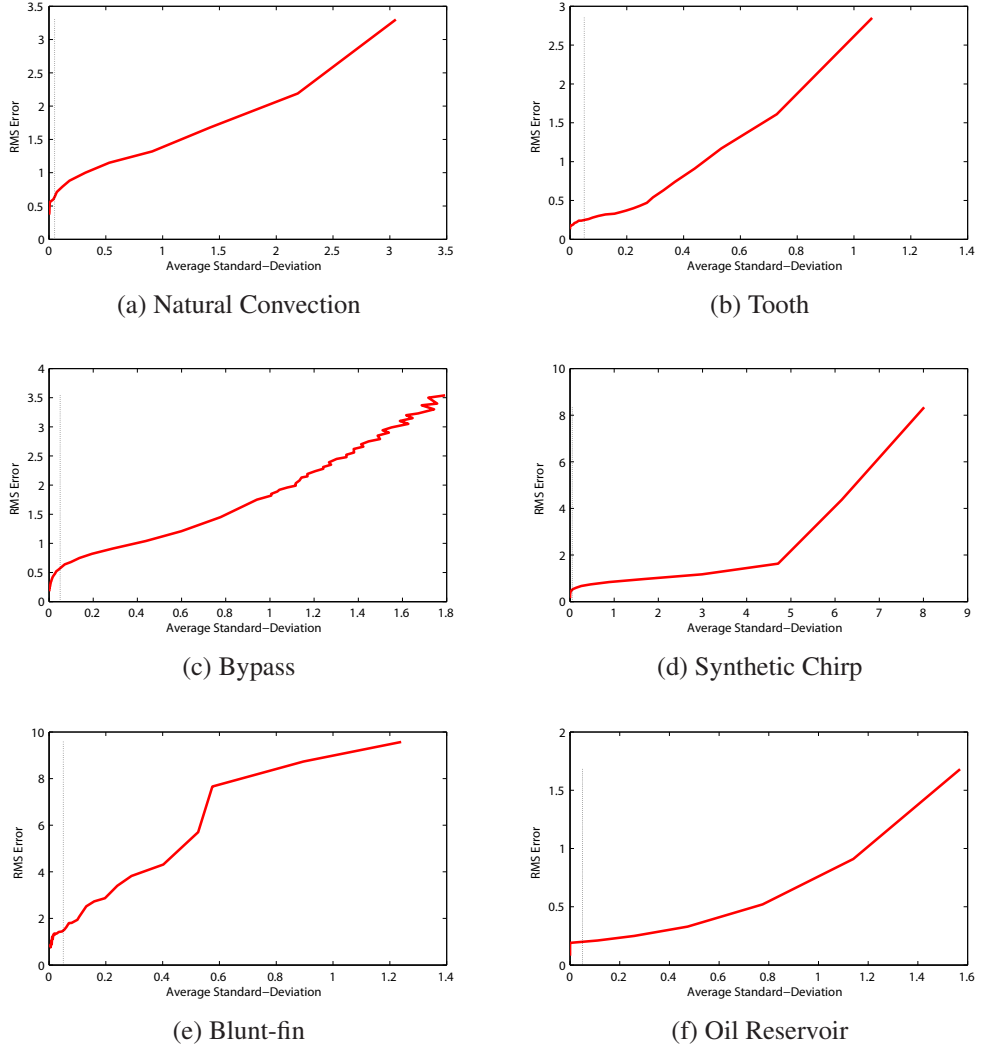 3.5
3
2.5
2
1.5
1
0.5
0
RMS Error
0 0.5 1 1.5 2 2.5 3 3.5
Average Standard−Deviation
(a) Natural Convection
3
2.5
2
1.5
1
0.5
0
RMS Error
0 0.2 0.4 0.6 0.8 1 1.2 1.4
Average Standard−Deviation
(b) Tooth
4
3.5
3
2.5
2
1.5
1
0.5
0
RMS Error
0 0.2 0.4 0.6 0.8 1 1.2 1.4 1.6 1.8
Average Standard−Deviation
(c) Bypass
10
8
6
4
2
0
RMS Error
0 1 2 3 4 5 6 7 8 9
Average Standard−Deviation
(d) Synthetic Chirp
10
8
6
4
2
0
RMS Error
0 0.2 0.4 0.6 0.8 1 1.2 1.4
Average Standard−Deviation
(e) Blunt-fin
2
1.5
1
0.5
0
RMS Error
0 0.2 0.4 0.6 0.8 1 1.2 1.4 1.6
Average Standard−Deviation
(f) Oil Reservoir